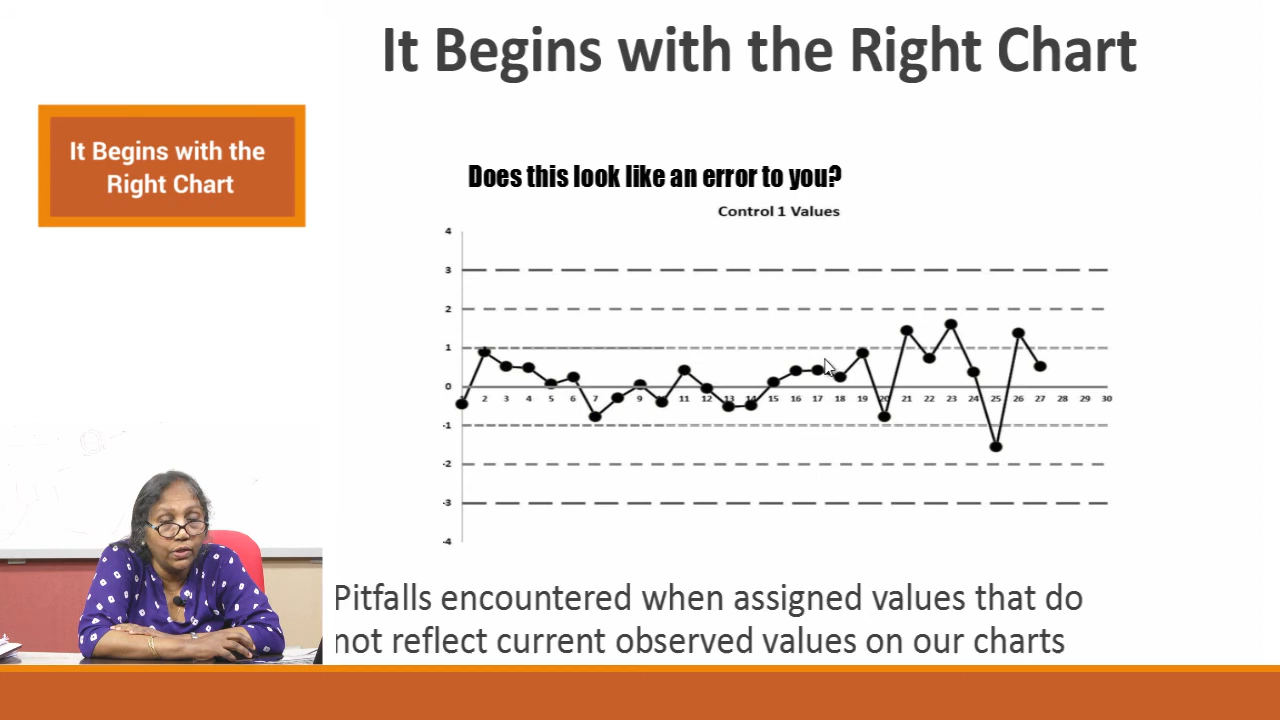 It Begins with the Right Chart
It Begins with the
Right Chart
Does this look like an error to you?
Control 1 Values
4
3
2
1
0
-1
-2
-3
-4
2 3 4 5 6 7 9 11 12 13 14 15 16 17 18 19 20 21 22 23 24 25 26 27 28 29 30
Pitfalls encountered when assigned values that do
not reflect current observed values on our charts